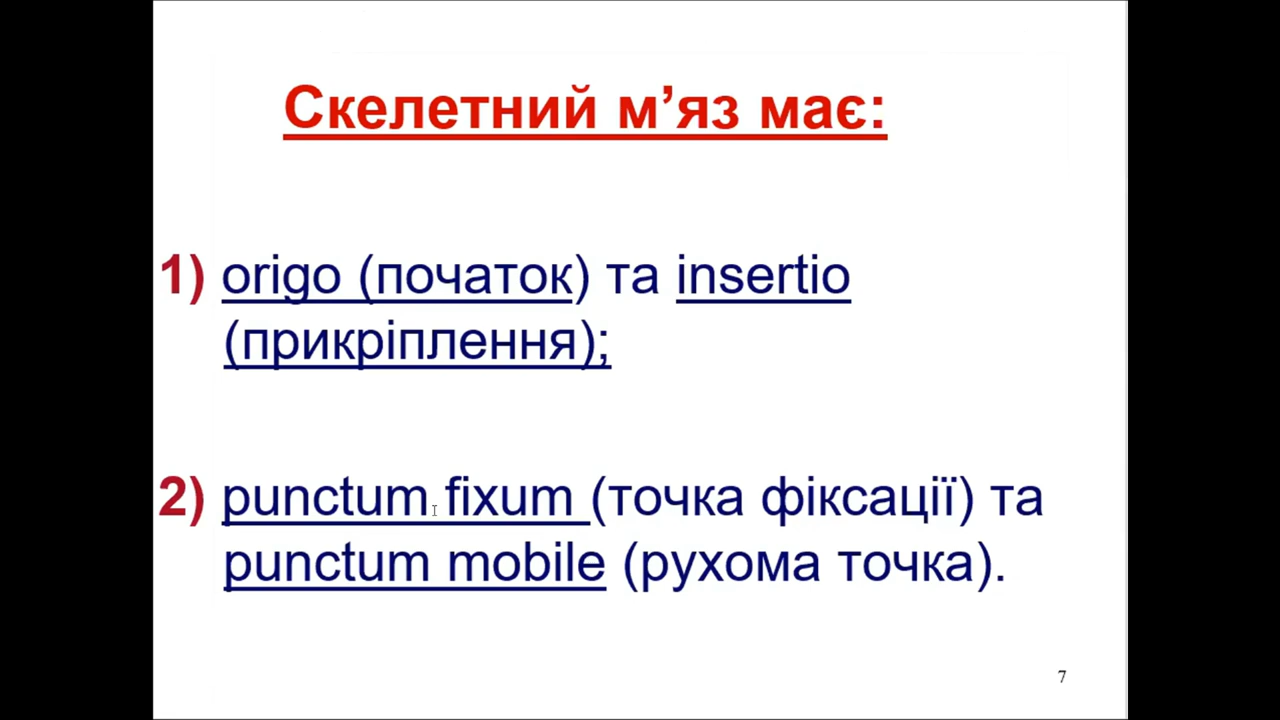 Скелетний м’яз має:
1) origo (початок) та insertio
(прикріплення);
2) punctum fixum (точка фіксації) та
punctum mobile (рухома точка).
7